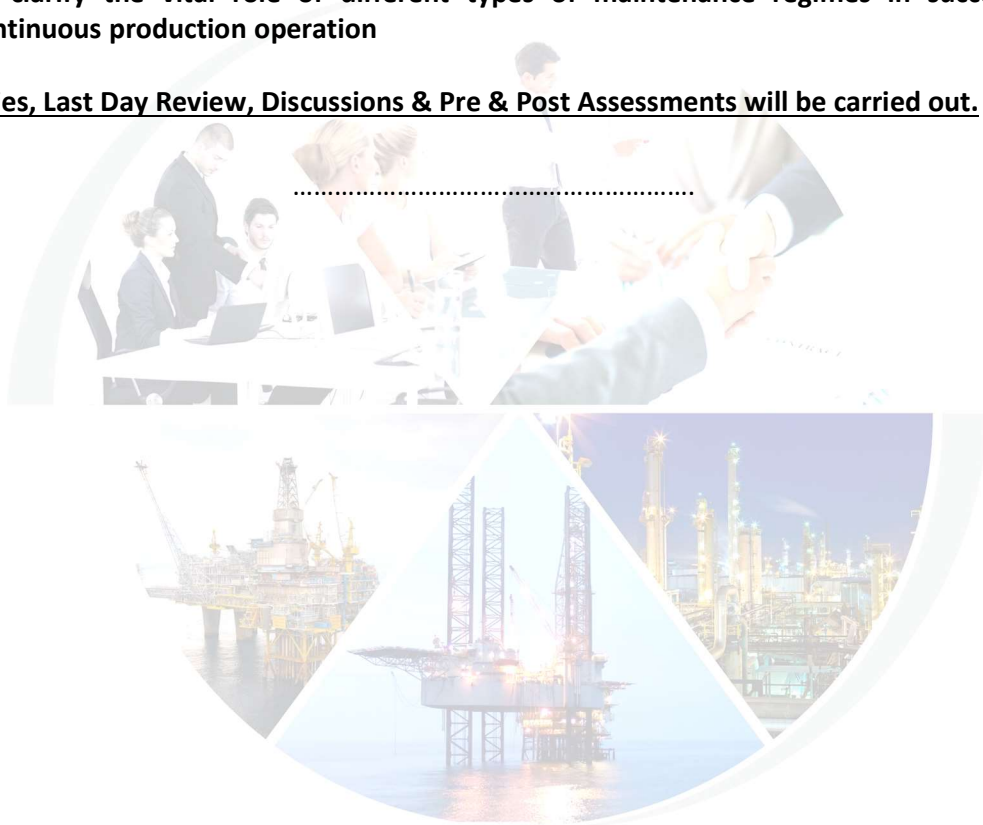 clarify the vital role of different types of maintenance regimes in
ntinuous production operation
es, Last Day Review, Discussions & Pre & Post Assessments will be carried out.
……………………………………………………
CONTRACT